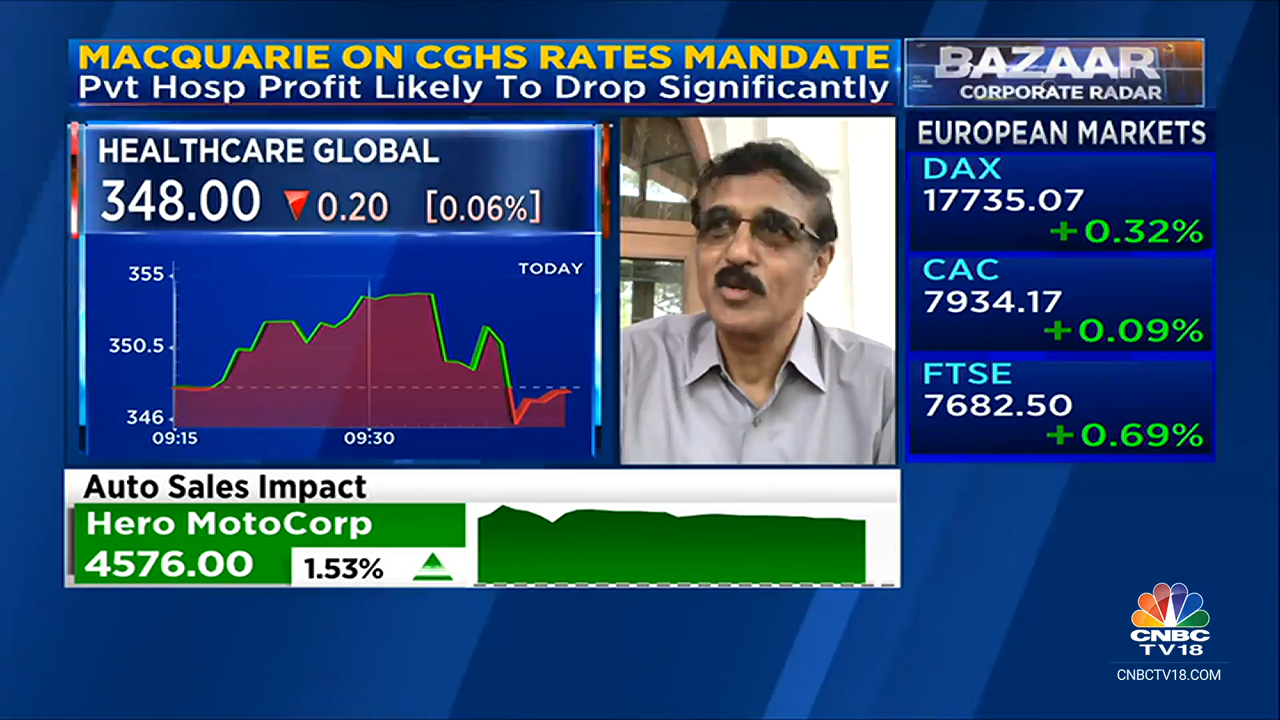 MACQUARIE ON CGHS RATES MANDATE
Pvt Hosp Profit Likely To Drop Significantly
BAZAAR
CORPORATE RADAR
HEALTHCARE GLOBAL
348.00 ▼ 0.20 [0.06%]
TODAY
355
350.5
346
09:15 09:30
EUROPEAN MARKETS
DAX
17735.07
+0.32%
CAC
7934.17
+0.09%
FTSE
7682.50
+0.69%
Auto Sales Impact
Hero MotoCorp
4576.00 1.53% ▲
CNBC
TV18
CNBCTV18.COM